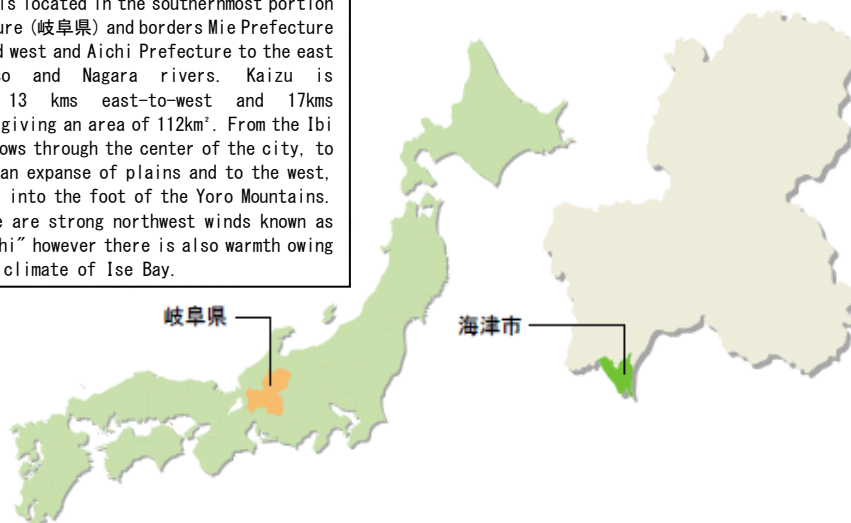 is located in the southernmost portion
ure (岐阜県) and borders Mie Prefecture
d west and Aichi Prefecture to the east
so and Nagara rivers. Kaizu is
13 kms east-to-west and 17kms
giving an area of 112km². From the Ibi
ows through the center of the city, to
an expanse of plains and to the west,
into the foot of the Yoro Mountains.
e are strong northwest winds known as
hi" however there is also warmth owing
climate of Ise Bay.
岐阜県
海津市